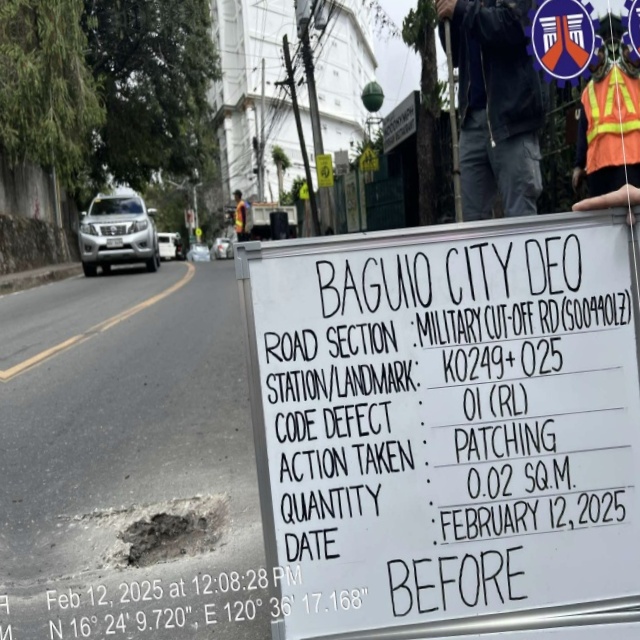 BAGUIO CITY DEO
ROAD SECTION : MILITARY CUT-OFF RD (S00440LZ)
STATION/LANDMARK : K0249+025
CODE DEFECT : 01 (RL)
ACTION TAKEN : PATCHING
QUANTITY : 0.02 SQ.M.
DATE : FEBRUARY 12, 2025
BEFORE
Feb 12, 2025 at 12:08:28 PM
N 16° 24' 9.720", E 120° 36' 17.168"